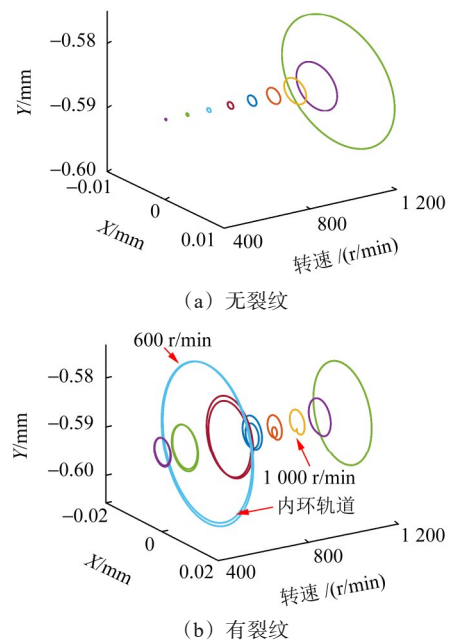 −0.58
−0.59
−0.60
Y/mm
−0.01
0
0.01
X/mm
400
800
1 200
转速 /(r/min)
（a）无裂纹
600 r/min
−0.58
−0.59
−0.60
Y/mm
1 000 r/min
内环轨道
−0.02
0
0.02
X/mm
400
800
1 200
转速 /(r/min)
（b）有裂纹